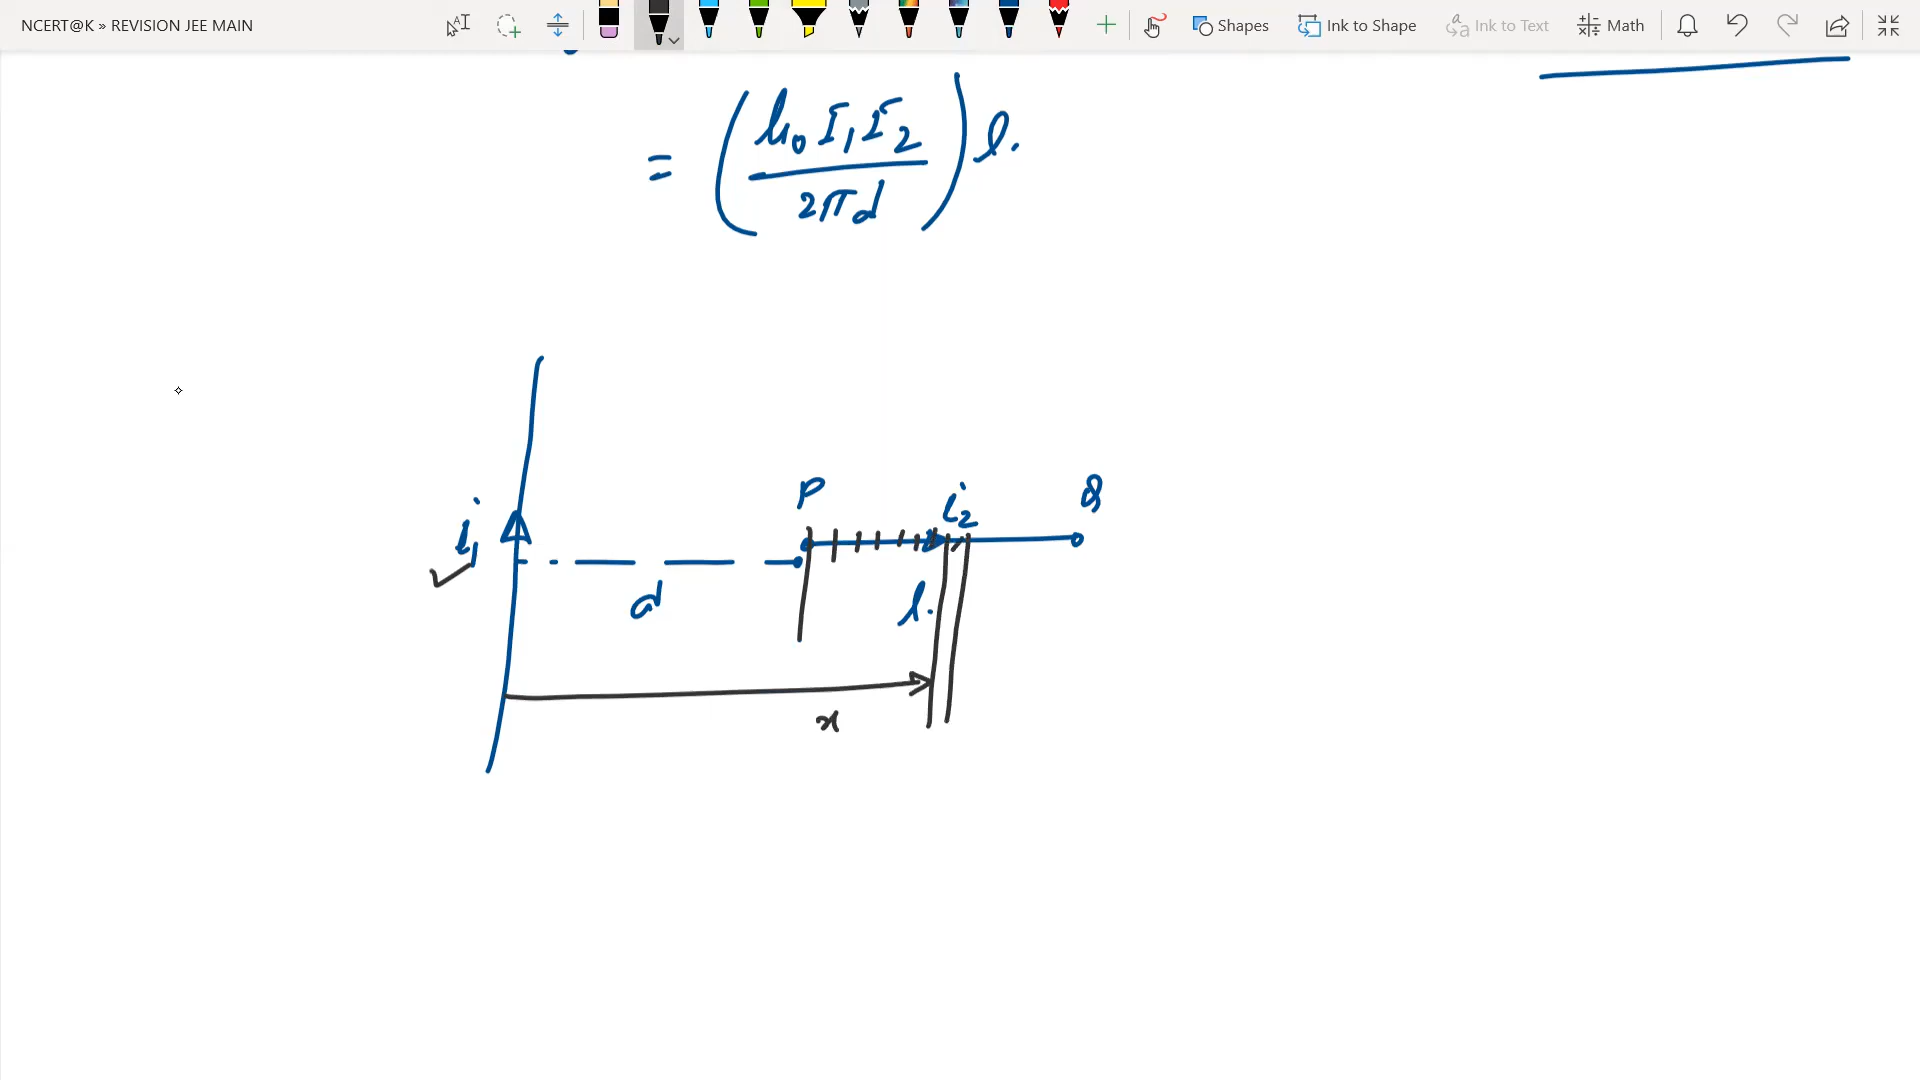 NCERT@K » REVISION JEE MAIN
Shapes Ink to Shape Ink to Text Math
= (μ₀ I₁ I₂ / 2πd) l.
P i₂ Q
i₁
d l.
x